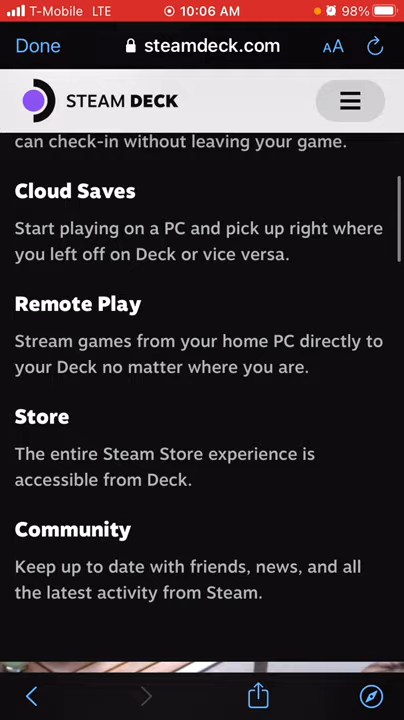 T-Mobile LTE 10:06 AM 98%
Done steamdeck.com AA
STEAM DECK
can check-in without leaving your game.
Cloud Saves
Start playing on a PC and pick up right where
you left off on Deck or vice versa.
Remote Play
Stream games from your home PC directly to
your Deck no matter where you are.
Store
The entire Steam Store experience is
accessible from Deck.
Community
Keep up to date with friends, news, and all
the latest activity from Steam.